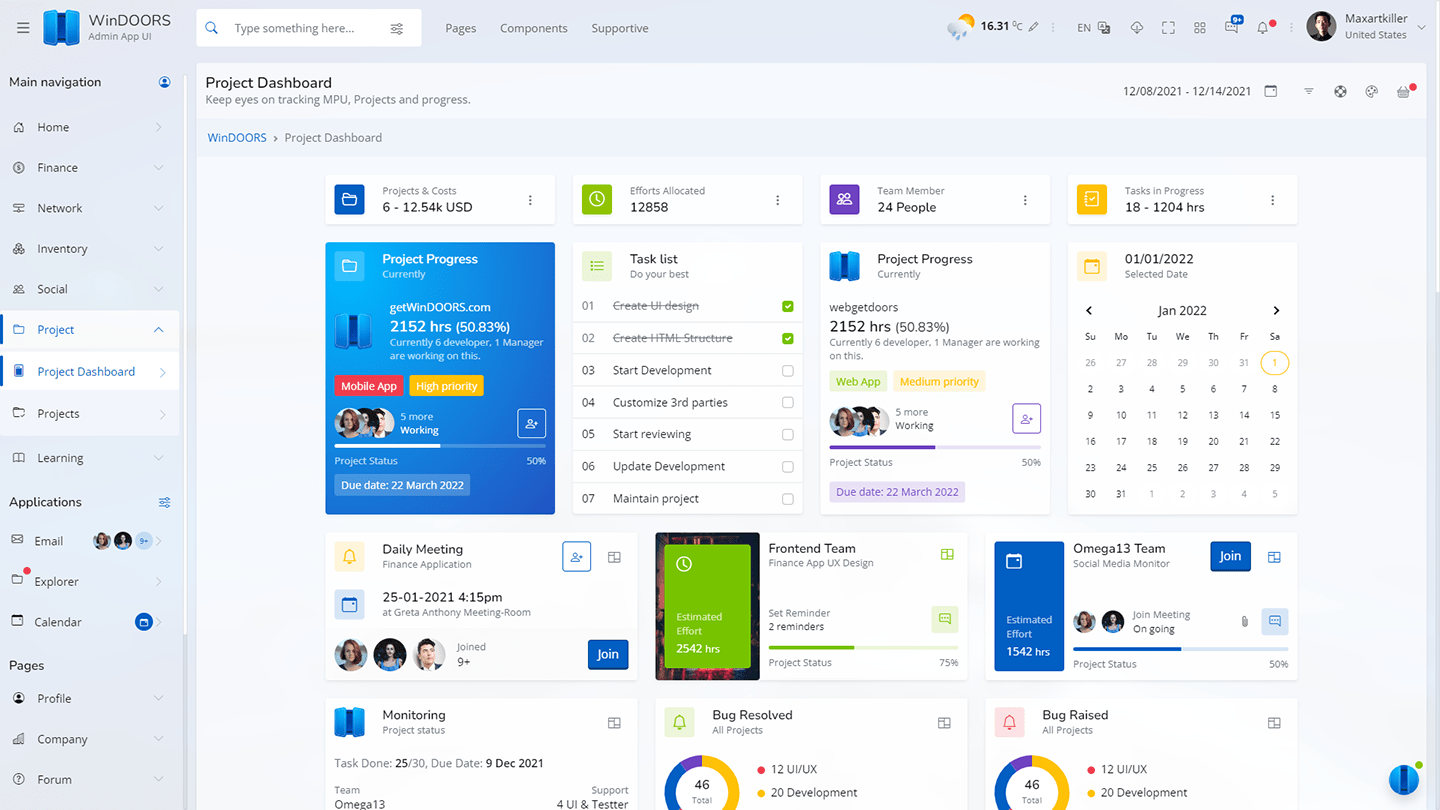 WinDOORS
Admin App UI
Type something here...
Pages
Components
Supportive
16.31 °C
EN
9+
Maxartkiller
United States
Main navigation
Home
Finance
Network
Inventory
Social
Project
Project Dashboard
Projects
Learning
Applications
Email
9+
Explorer
Calendar
Pages
Profile
Company
Forum
Project Dashboard
Keep eyes on tracking MPU, Projects and progress.
12/08/2021 - 12/14/2021
WinDOORS › Project Dashboard
Projects & Costs
6 - 12.54k USD
Efforts Allocated
12858
Team Member
24 People
Tasks in Progress
18 - 1204 hrs
Project Progress
Currently
getWinDOORS.com
2152 hrs (50.83%)
Currently 6 developer, 1 Manager
are working on this.
Mobile App
High priority
5 more
Working
Project Status
50%
Due date: 22 March 2022
Task list
Do your best
01 Create UI design
02 Create HTML Structure
03 Start Development
04 Customize 3rd parties
05 Start reviewing
06 Update Development
07 Maintain project
Project Progress
Currently
webgetdoors
2152 hrs (50.83%)
Currently 6 developer, 1 Manager are working
on this.
Web App
Medium priority
5 more
Working
Project Status
50%
Due date: 22 March 2022
01/01/2022
Selected Date
Jan 2022
Su Mo Tu We Th Fr Sa
26 27 28 29 30 31 1
2 3 4 5 6 7 8
9 10 11 12 13 14 15
16 17 18 19 20 21 22
23 24 25 26 27 28 29
30 31 1 2 3 4 5
Daily Meeting
Finance Application
25-01-2021 4:15pm
at Greta Anthony Meeting-Room
Joined
9+
Join
Estimated
Effort
2542 hrs
Frontend Team
Finance App UX Design
Set Reminder
2 reminders
Project Status
75%
Estimated
Effort
1542 hrs
Omega13 Team
Social Media Monitor
Join
Join Meeting
On going
Project Status
50%
Monitoring
Project status
Task Done: 25/30, Due Date: 9 Dec 2021
Team
Omega13
Support
4 UI & Testter
Bug Resolved
All Projects
46
Total
12 UI/UX
20 Development
Bug Raised
All Projects
46
Total
12 UI/UX
20 Development